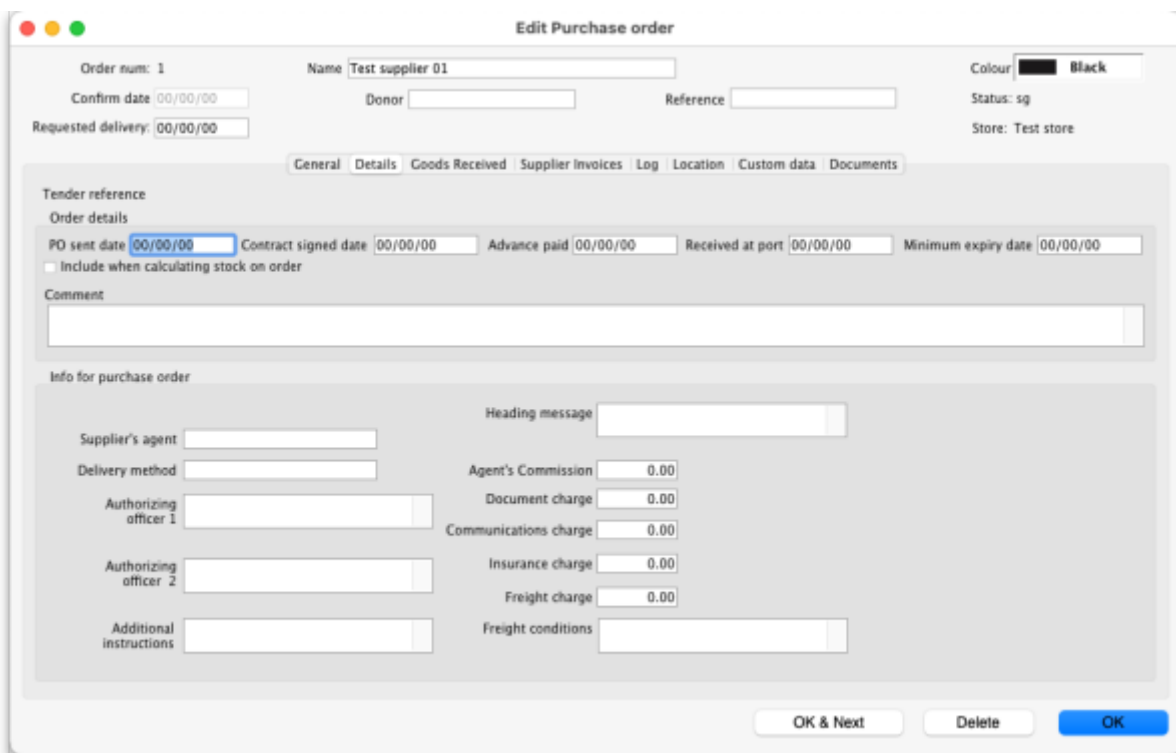 Edit Purchase order
Order num: 1 Name Test supplier 01 Colour Black
Confirm date 00/00/00 Donor Reference Status: sg
Requested delivery: 00/00/00 Store: Test store
General Details Goods Received Supplier Invoices Log Location Custom data Documents
Tender reference
Order details
PO sent date 00/00/00 Contract signed date 00/00/00 Advance paid 00/00/00 Received at port 00/00/00 Minimum expiry date 00/00/00
Include when calculating stock on order
Comment
Info for purchase order
Heading message
Supplier's agent
Delivery method Agent's Commission 0.00
Authorizing
officer 1
Document charge 0.00
Communications charge 0.00
Authorizing
officer 2
Insurance charge 0.00
Freight charge 0.00
Additional
instructions
Freight conditions
OK & Next Delete OK